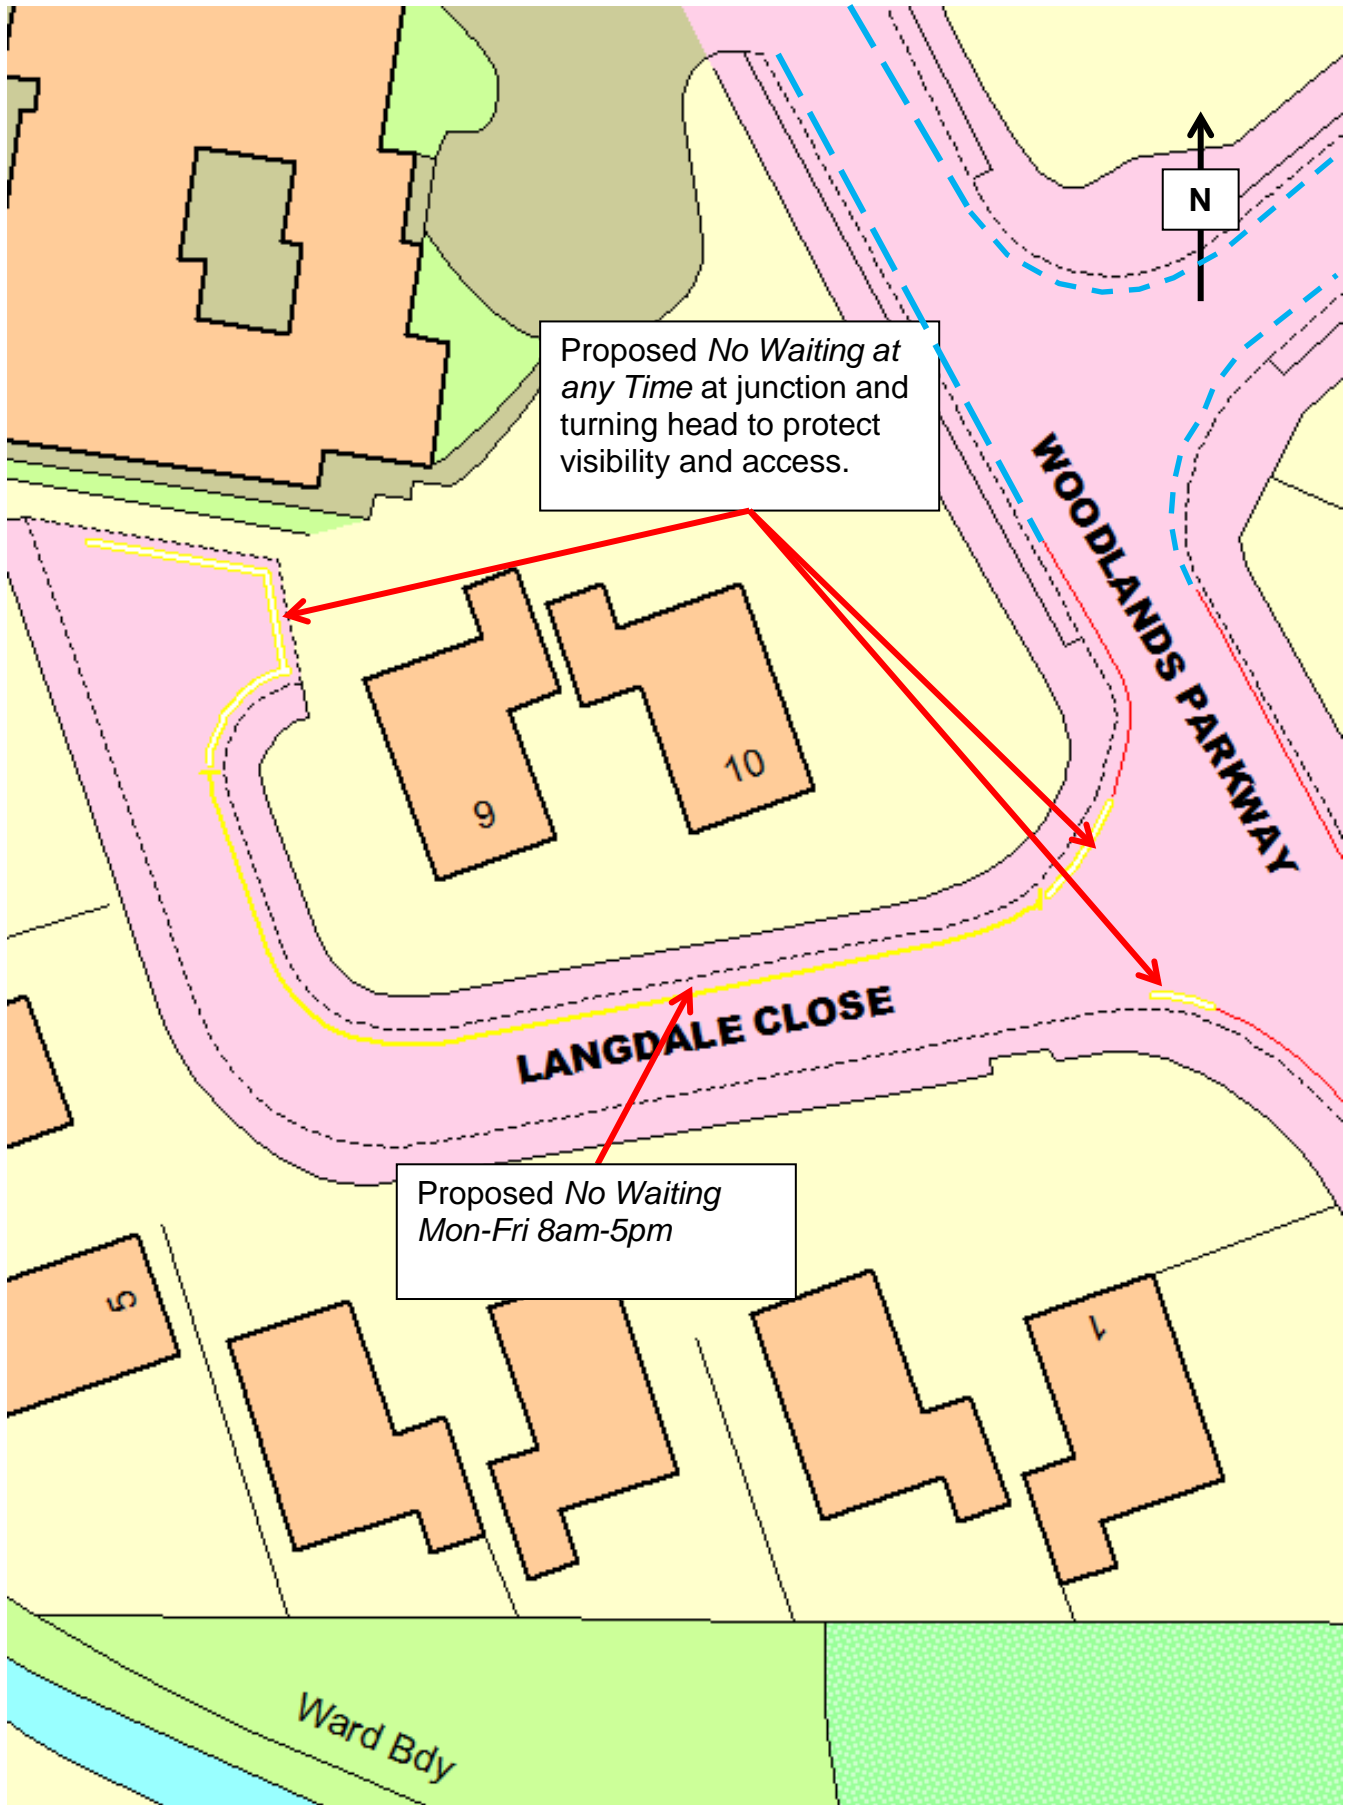 N
Proposed No Waiting at
any Time at junction and
turning head to protect
visibility and access.
WOODLANDS PARKWAY
10
9
LANGDALE CLOSE
Proposed No Waiting
Mon-Fri 8am-5pm
5
1
Ward Bdy